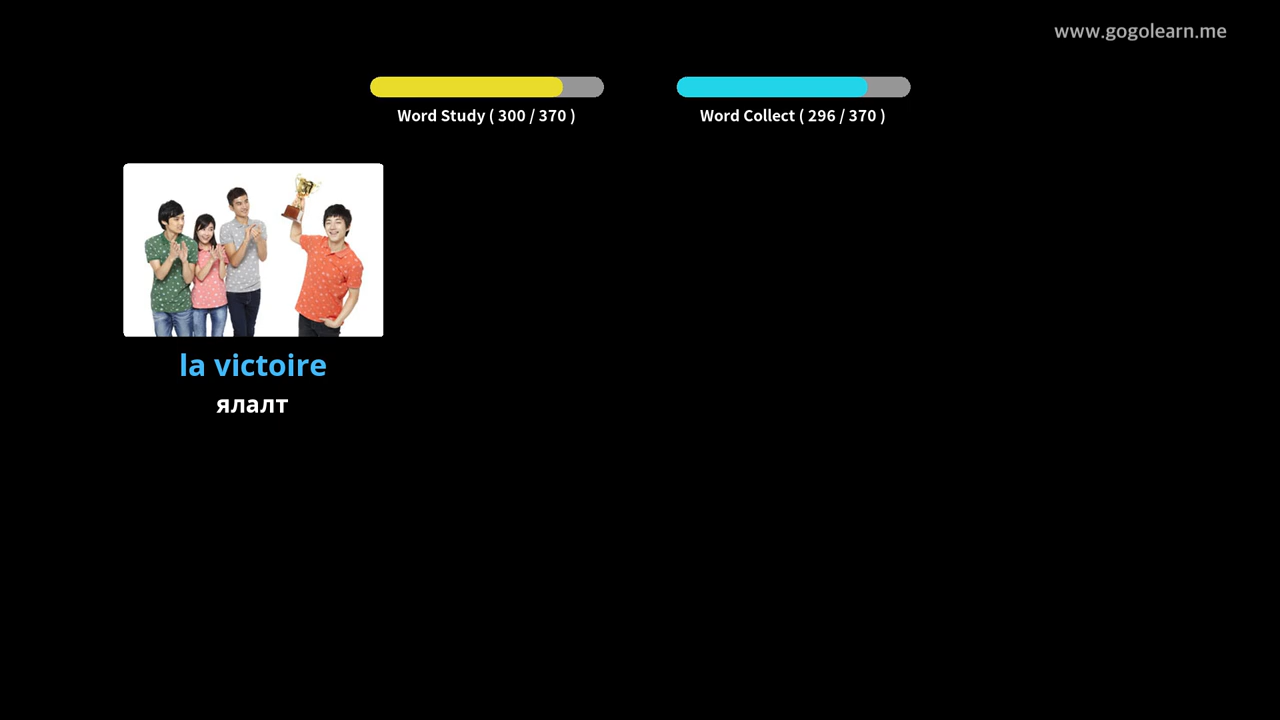 www.gogolearn.me
Word Study ( 300 / 370 )
Word Collect ( 296 / 370 )
la victoire
ялалт